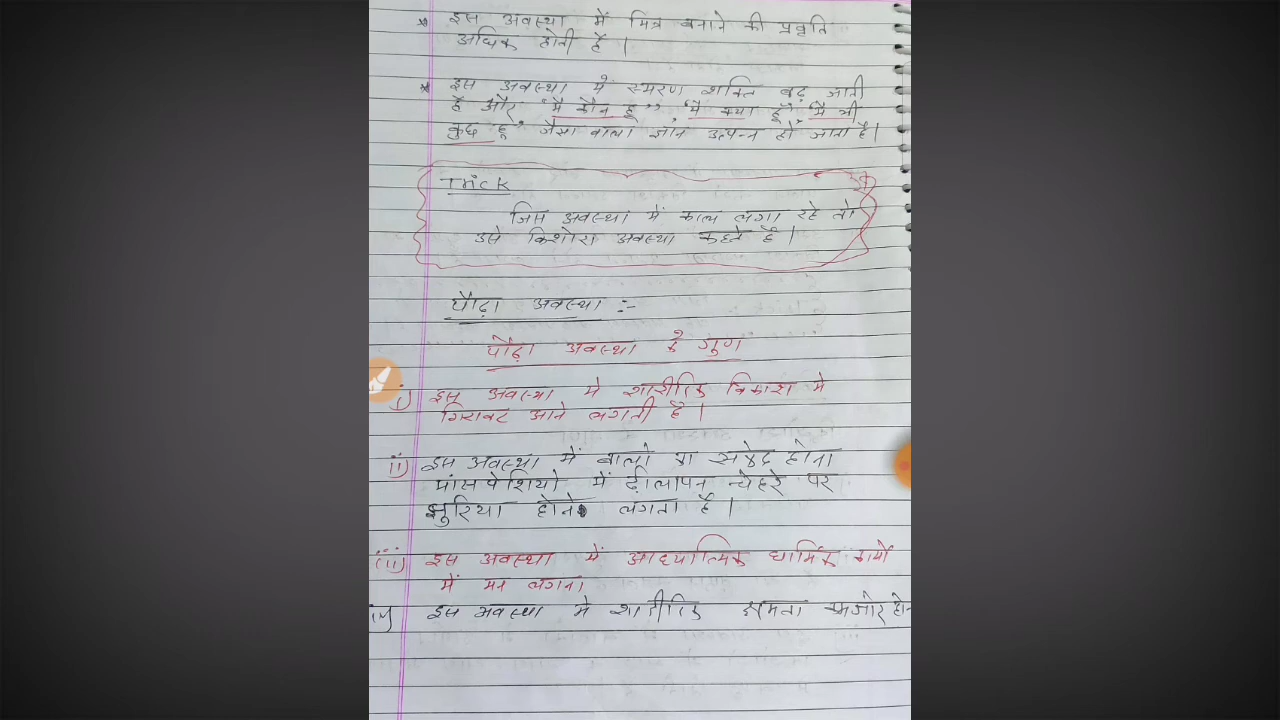 * इस अवस्था में मित्र बनाने की प्रवृति
अधिक होती है।
* इस अवस्था में स्मरण शक्ति बढ़ जाती
है और "मै कौन हू" "मै क्या हूँ" "मै भी
कुछ हू" जैसा वाला ज्ञान उत्पन्न हो जाता है।
Trick
जिस अवस्था में काल लगा रहे तो
उसे किशोरा अवस्था कहते है।
पौढ़ा अवस्था :-
पौढ़ा अवस्था के गुण
i) इस अवस्था मे शारीरिक विकास मे
गिरावट आने लगती है।
ii) इस अवस्था में बालो का सफेद होना
मांसपेशियो में ढ़ीलापन चेहरे पर
झुरिया होने लगता है।
iii) इस अवस्था में आध्यात्मिक धार्मिक कार्यो
में मन लगना
iv) इस अवस्था मे शारीरिक क्षमता कमजोर होन